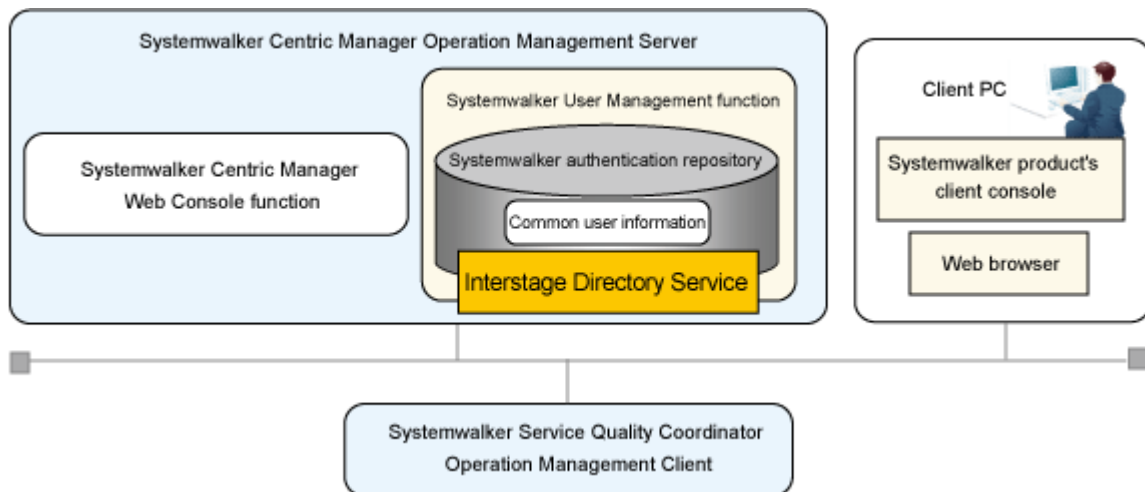 Systemwalker Centric Manager Operation Management Server
Systemwalker User Management function
Systemwalker authentication repository
Common user information
Interstage Directory Service
Systemwalker Centric Manager
Web Console function
Client PC
Systemwalker product's
client console
Web browser
Systemwalker Service Quality Coordinator
Operation Management Client